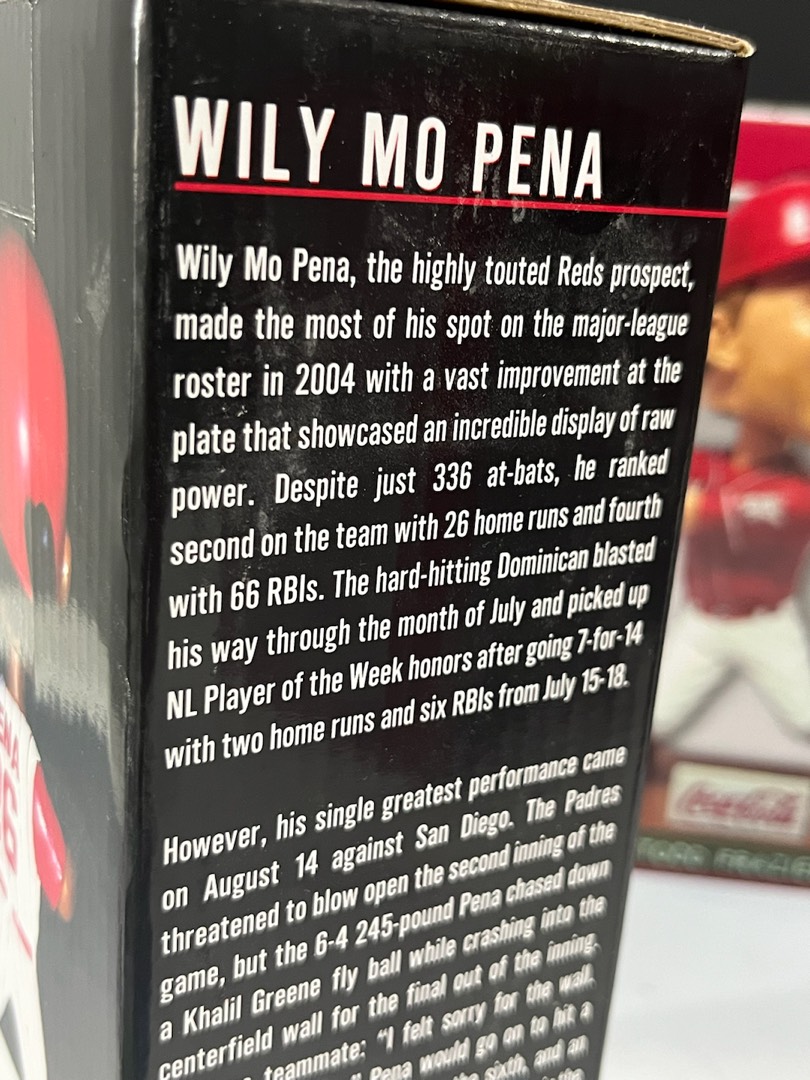 WILY MO PENA
Wily Mo Pena, the highly touted Reds prospect,
made the most of his spot on the major-league
roster in 2004 with a vast improvement at the
plate that showcased an incredible display of raw
power. Despite just 336 at-bats, he ranked
second on the team with 26 home runs and fourth
with 66 RBIs. The hard-hitting Dominican blasted
his way through the month of July and picked up
NL Player of the Week honors after going 7-for-14
with two home runs and six RBIs from July 15-18.
However, his single greatest performance came
on August 14 against San Diego. The Padres
threatened to blow open the second inning of the
game, but the 6-4 245-pound Pena chased down
a Khalil Greene fly ball while crashing into the
centerfield wall for the final out of the inning.
teammate: "I felt sorry for the wall.
Pena would go on to hit a
the sixth, and an
Coca-Cola
TODD FRAZIER